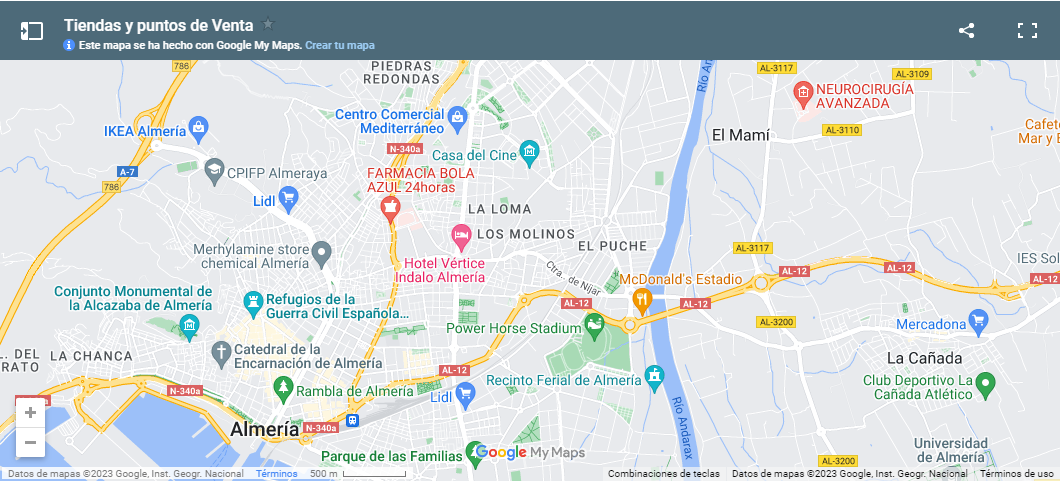 Tiendas y puntos de Venta
Este mapa se ha hecho con Google My Maps. Crear tu mapa
PIEDRAS
REDONDAS
786
AL-3117
AL-3109
Río And
NEUROCIRUGÍA
AVANZADA
Centro Comercial
Mediterráneo
IKEA Almería
AL-3110
El Mamí
Cafet
Mar y E
N-340a
Casa del Cine
A-7
CPIFP Almeraya
FARMACIA BOLA
AZUL 24horas
786
Lidl
LA LOMA
LOS MOLINOS
EL PUCHE
Merhylamine store
chemical Almería
Hotel Vértice
Indalo Almería
Ctra. de Níjar
AL-3117
IES Sol
AL-12
AL-12
McDonald's Estadio
Conjunto Monumental de
la Alcazaba de Almería
Refugios de la
Guerra Civil Española...
AL-12
AL-12
AL-3200
Power Horse Stadium
Mercadona
L. DEL
RATO
LA CHANCA
Catedral de la
Encarnación de Almería
La Cañada
AL-12
Recinto Ferial de Almería
Club Deportivo La
Cañada Atlético
N-340a
Rambla de Almería
Lidl
Río Andarax
+
Almería
N-340a
−
Universidad
de Almería
Parque de las Familias
Google My Maps
AL-3200
Datos de mapas ©2023 Google, Inst. Geogr. Nacional
Términos
500 m
Combinaciones de teclas
Datos de mapas ©2023 Google, Inst. Geogr. Nacional
Términos de uso